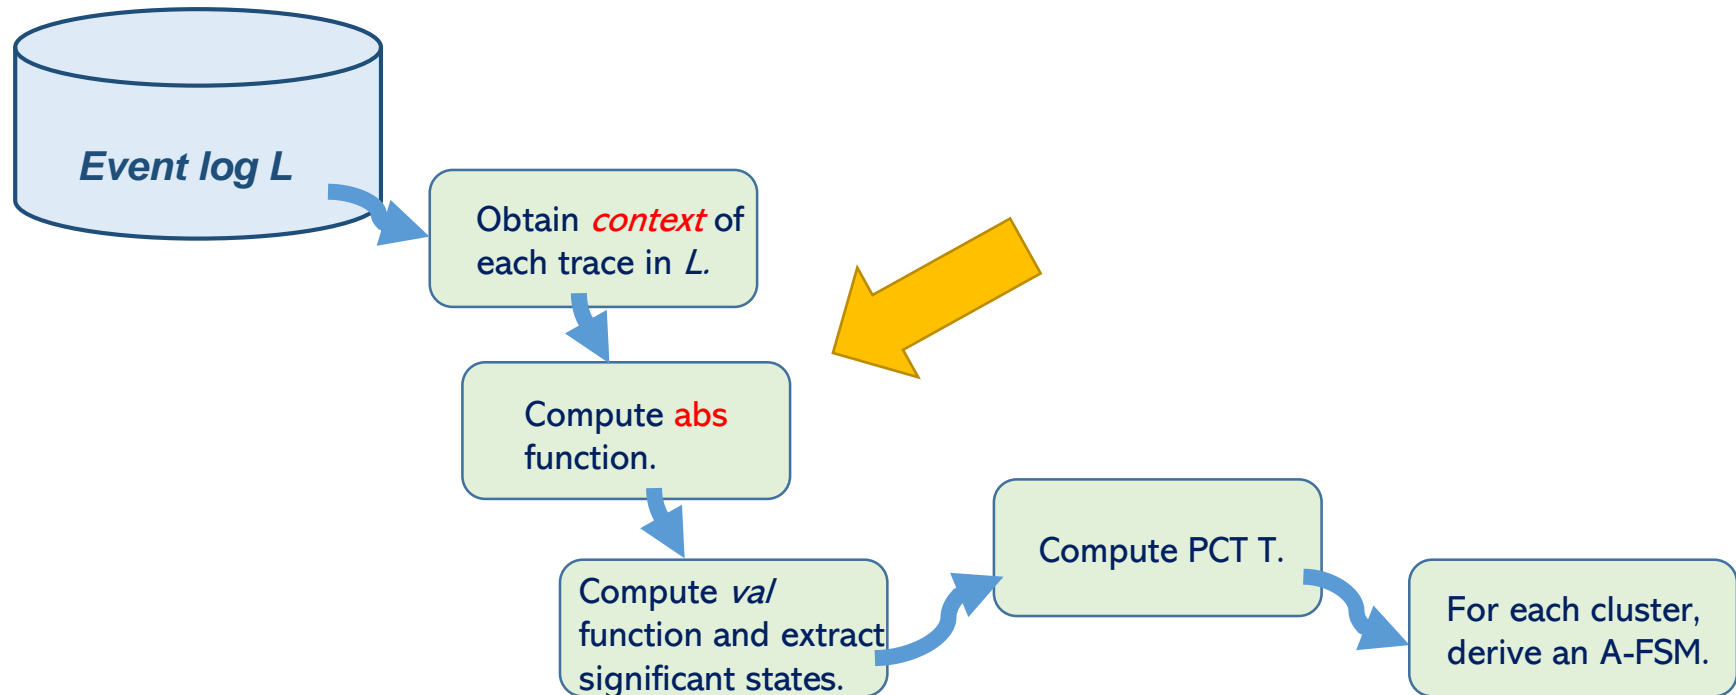 Event log L
Obtain context of
each trace in L.
Compute abs
function.
Compute val
function and extract
significant states.
Compute PCT T.
For each cluster,
derive an A-FSM.